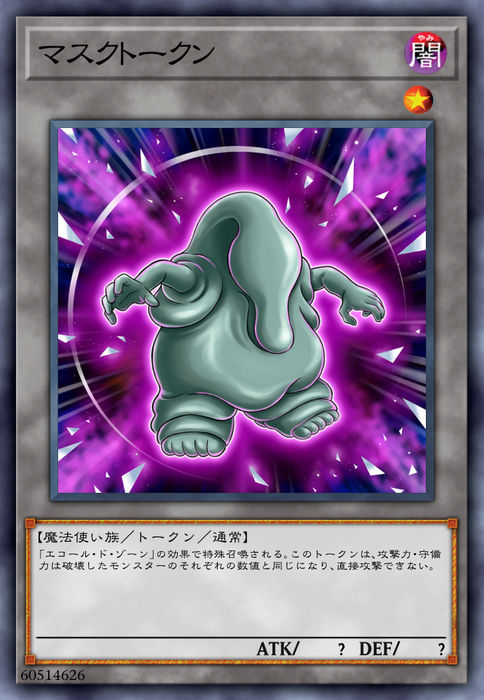 マスクトークン
やみ
闇
【魔法使い族／トークン／通常】
「エコール・ド・ゾーン」の効果で特殊召喚される。このトークンは、攻撃力・守備
力は破壊したモンスターのそれぞれの数値と同じになり、直接攻撃できない。
ATK/ ? DEF/ ?
60514626